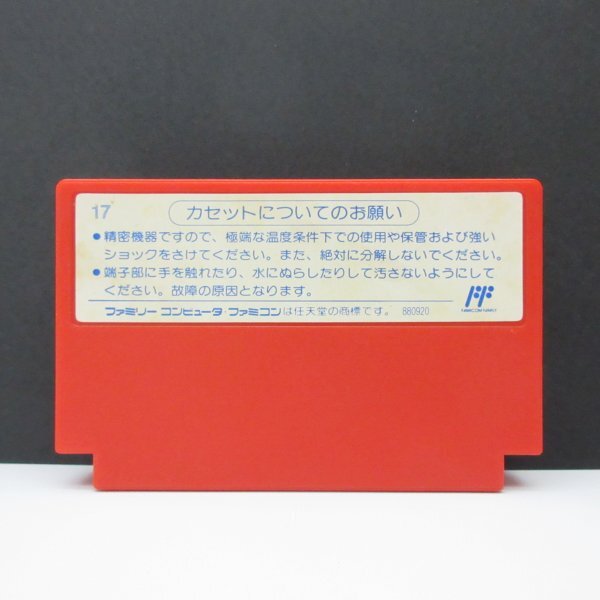 17
カセットについてのお願い
●精密機器ですので、極端な温度条件下での使用や保管および強い
ショックをさけてください。また、絶対に分解しないでください。
●端子部に手を触れたり、水にぬらしたりして汚さないようにして
ください。故障の原因となります。
ファミリーコンピュータ・ファミコンは任天堂の商標です。 880920
FF
FAMICOM FAMILY